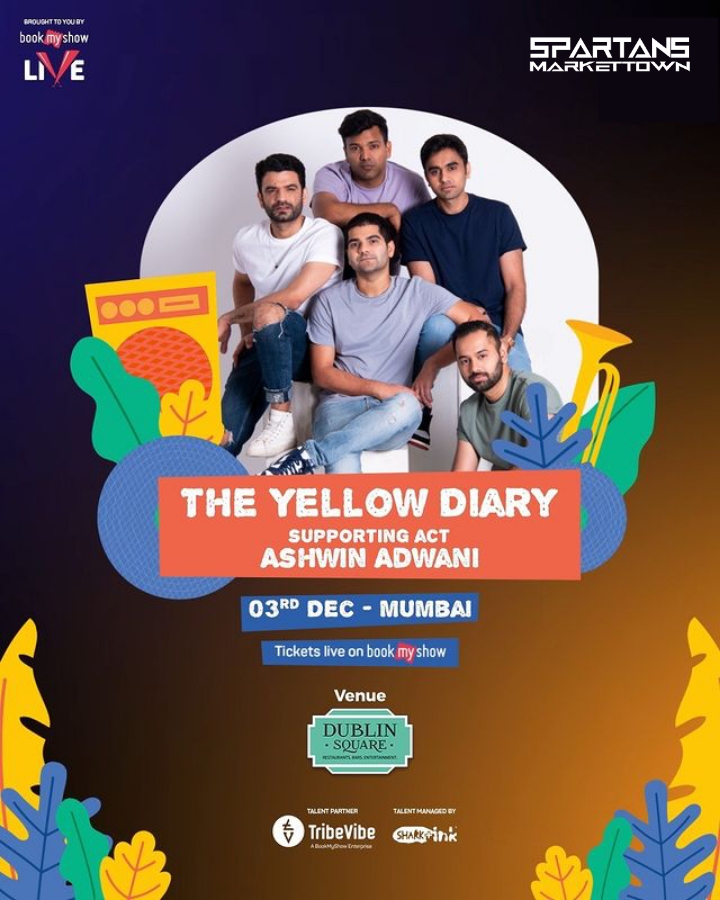 BROUGHT TO YOU BY
book my show
LIVE
SPARTANS
MARKETTOWN
THE YELLOW DIARY
SUPPORTING ACT
ASHWIN ADWANI
03RD DEC - MUMBAI
Tickets live on book my show
Venue
DUBLIN
· SQUARE ·
RESTAURANTS, BARS, ENTERTAINMENT.
TALENT PARTNER
TribeVibe
A BookMyShow Enterprise
TALENT MANAGED BY
SHARK & ink